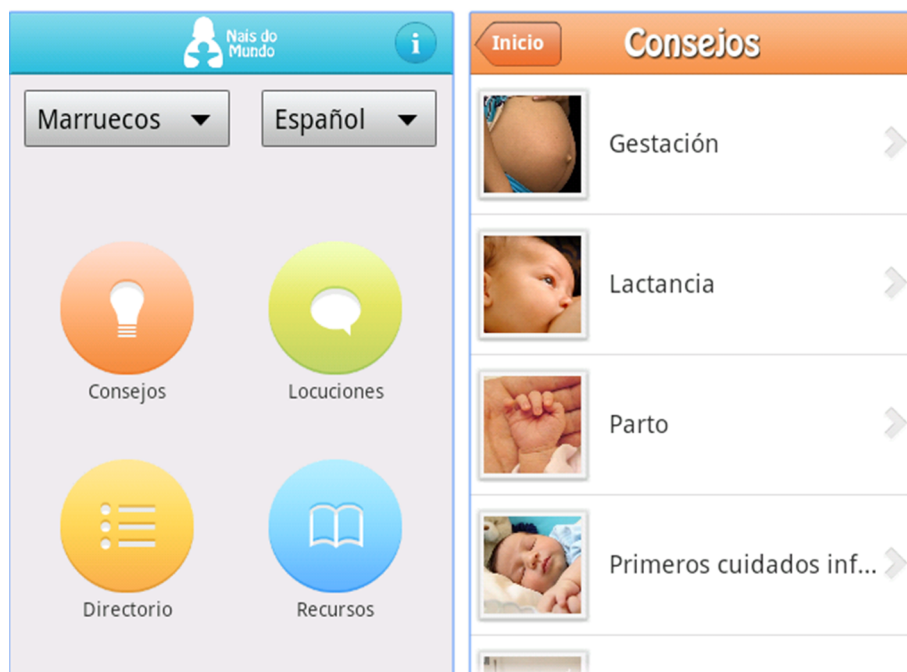 Nais do
Mundo
i
Marruecos
Español
Consejos
Locuciones
Directorio
Recursos
Inicio
Consejos
Gestación
Lactancia
Parto
Primeros cuidados inf...